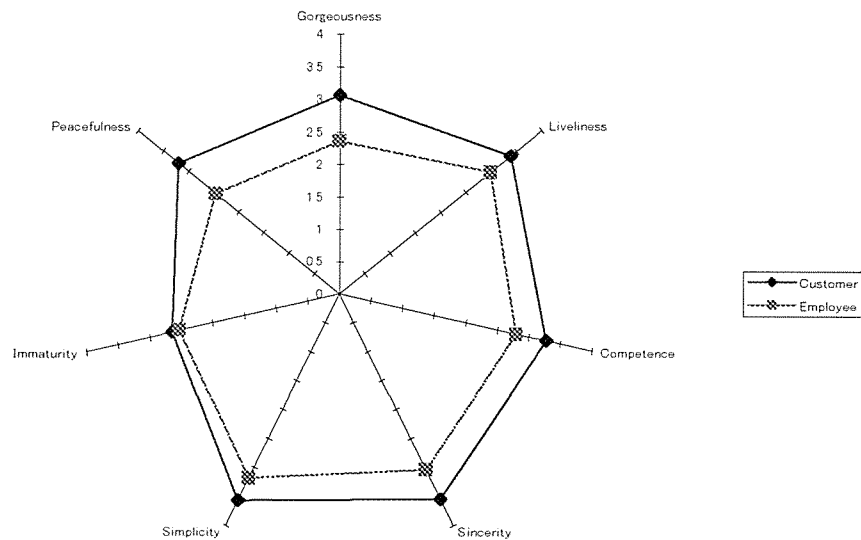 Gorgeousness
4
3.5
3
2.5
2
1.5
1
0.5
0
Peacefulness
Liveliness
Customer
Employee
Immaturity
Competence
Simplicity
Sincerity